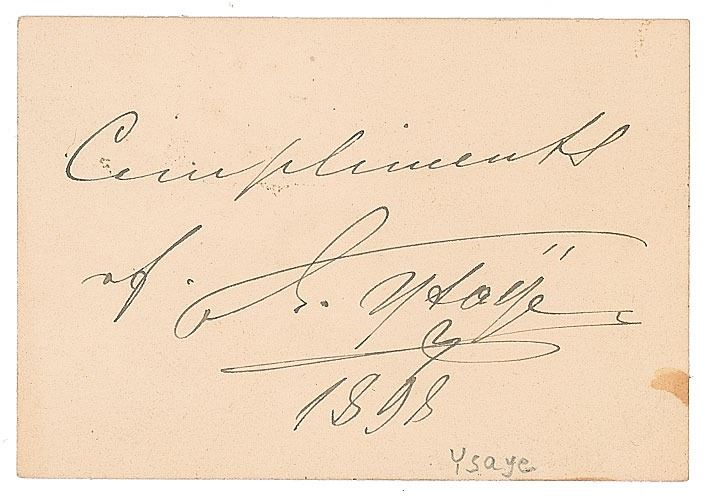 Compliments
of E. Ysaÿe
1898
Ysaye